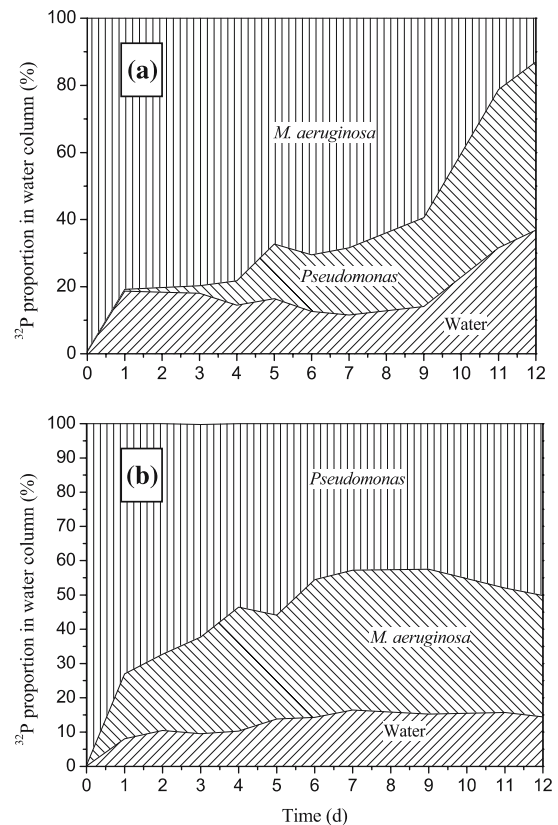 100
(a)
80
M. aeruginosa
60
40
Pseudomonas
20
Water
0
0 1 2 3 4 5 6 7 8 9 10 11 12
³²P proportion in water column (%)
100
(b)
Pseudomonas
90
80
70
60
50
40
M. aeruginosa
30
20
10
Water
0
0 1 2 3 4 5 6 7 8 9 10 11 12
³²P proportion in water column (%)
Time (d)